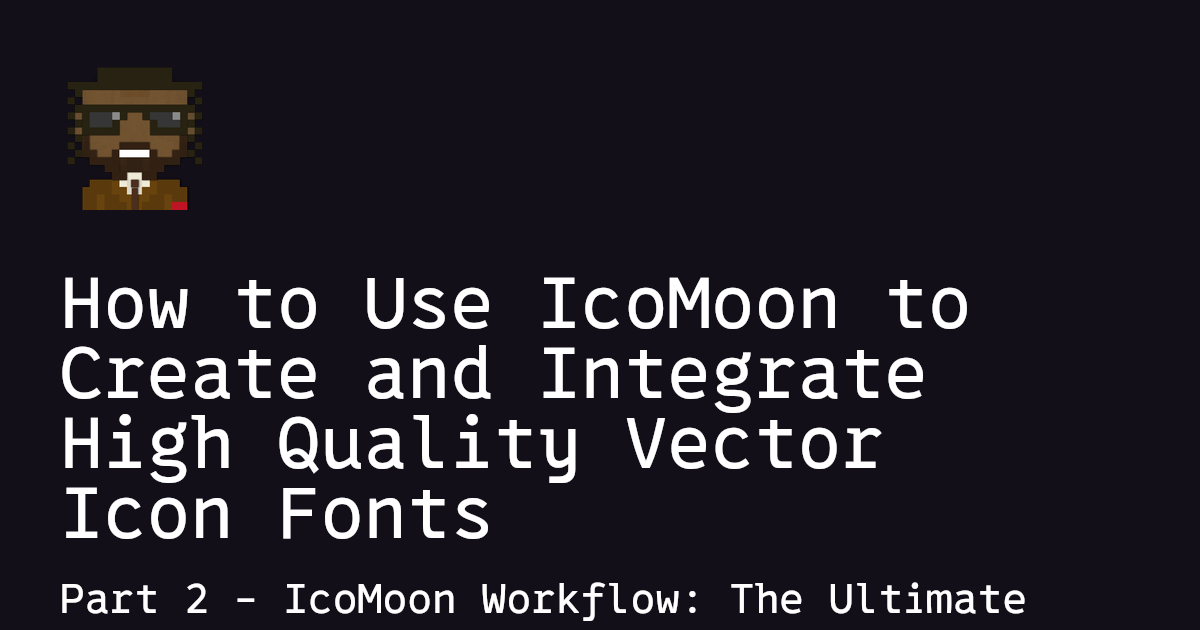 How to Use IcoMoon to
Create and Integrate
High Quality Vector
Icon Fonts
Part 2 – IcoMoon Workflow: The Ultimate